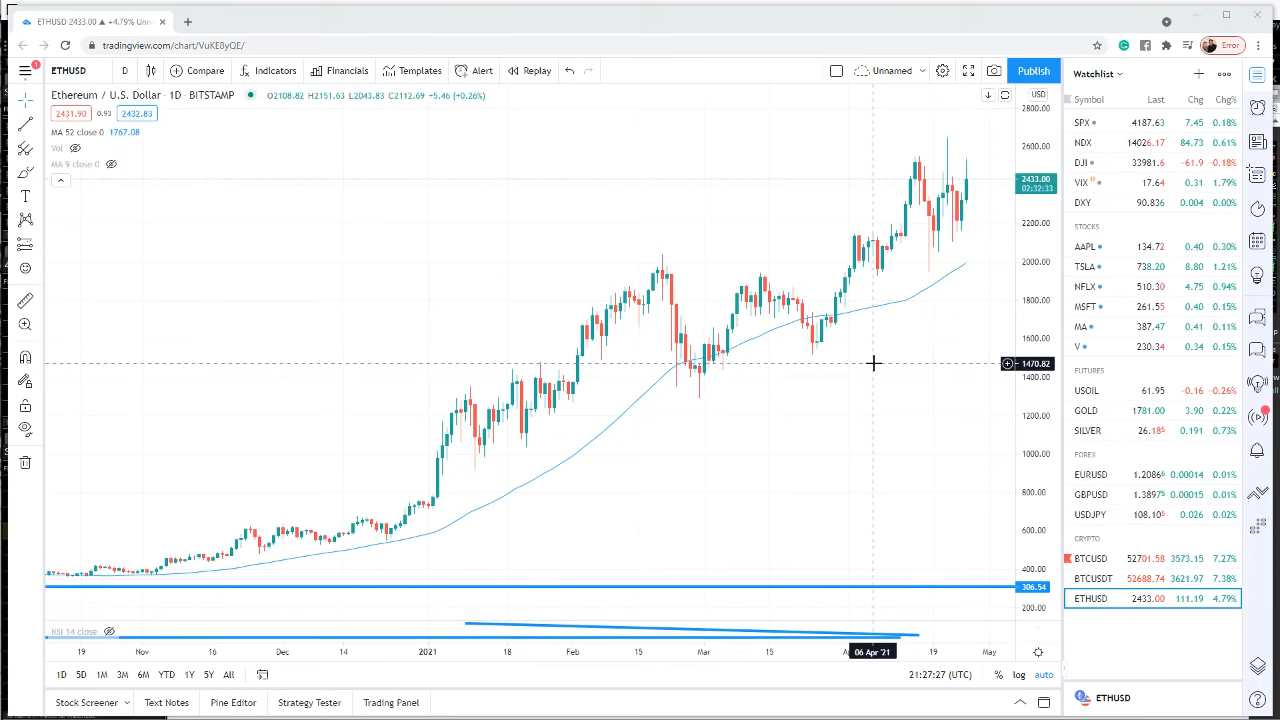 ETHUSD 2433.00 ▲ +4.79% Unn
tradingview.com/chart/VuKE8yQE/
Error
ETHUSD D Compare Indicators Financials Templates Alert Replay Unnamed Publish
Ethereum / U.S. Dollar · 1D · BITSTAMP O2108.82 H2151.63 L2043.83 C2112.69 +5.46 (+0.26%)
2431.90 0.93 2432.83
MA 52 close 0 1767.08
Vol
MA 9 close 0
USD
2800.00
2600.00
2433.00
02:32:33
2200.00
2000.00
1800.00
1600.00
1470.82
1400.00
1200.00
1000.00
800.00
600.00
400.00
306.54
200.00
RSI 14 close
19 Nov 16 Dec 14 2021 18 Feb 15 Mar 15 06 Apr '21 19 May
1D 5D 1M 3M 6M YTD 1Y 5Y All 21:27:27 (UTC) % log auto
Stock Screener Text Notes Pine Editor Strategy Tester Trading Panel
Watchlist
Symbol Last Chg Chg%
SPX 4187.63 7.45 0.18%
NDX 14026.17 84.73 0.61%
DJI 33981.6 -61.9 -0.18%
VIX D 17.64 0.31 1.79%
DXY 90.836 0.004 0.00%
STOCKS
AAPL 134.72 0.40 0.30%
TSLA 738.20 8.80 1.21%
NFLX 510.30 4.75 0.94%
MSFT 261.55 0.40 0.15%
MA 387.47 0.41 0.11%
V 230.34 0.34 0.15%
FUTURES
USOIL 61.95 -0.16 -0.26%
GOLD 1781.00 3.90 0.22%
SILVER 26.185 0.191 0.73%
FOREX
EURUSD 1.20866 0.00014 0.01%
GBPUSD 1.38975 0.00015 0.01%
USDJPY 108.105 0.026 0.02%
CRYPTO
BTCUSD 52701.58 3573.15 7.27%
BTCUSDT 52688.74 3621.97 7.38%
ETHUSD 2433.00 111.19 4.79%
ETHUSD